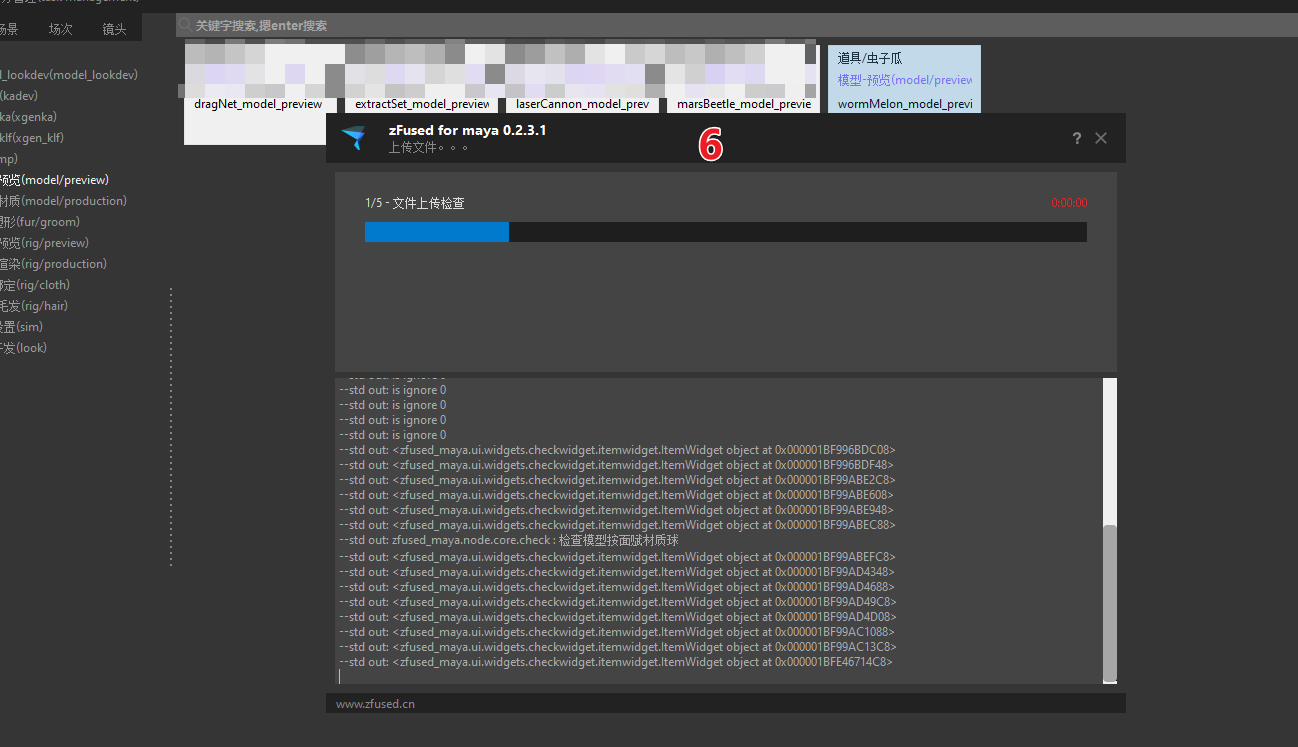 场次
镜头
关键字搜索,摁enter搜索
l_lookdev(model_lookdev)
(kadev)
ka(xgenka)
klf(xgen_klf)
mp)
预览(model/preview)
材质(model/production)
塑形(fur/groom)
预览(rig/preview)
渲染(rig/production)
绑定(rig/cloth)
毛发(rig/hair)
设置(sim)
开发(look)
dragNet_model_preview
extractSet_model_preview
laserCannon_model_prev
marsBeetle_model_previe
道具/虫子瓜
模型-预览(model/preview
wormMelon_model_previ
zFused for maya 0.2.3.1
上传文件。。。
6
?
1/5 - 文件上传检查
0:00:00
--std out: is ignore 0
--std out: is ignore 0
--std out: is ignore 0
--std out: is ignore 0
--std out: is ignore 0
--std out: <zfused_maya.ui.widgets.checkwidget.itemwidget.ItemWidget object at 0x000001BF996BDC08>
--std out: <zfused_maya.ui.widgets.checkwidget.itemwidget.ItemWidget object at 0x000001BF996BDF48>
--std out: <zfused_maya.ui.widgets.checkwidget.itemwidget.ItemWidget object at 0x000001BF99ABE2C8>
--std out: <zfused_maya.ui.widgets.checkwidget.itemwidget.ItemWidget object at 0x000001BF99ABE608>
--std out: <zfused_maya.ui.widgets.checkwidget.itemwidget.ItemWidget object at 0x000001BF99ABE948>
--std out: <zfused_maya.ui.widgets.checkwidget.itemwidget.ItemWidget object at 0x000001BF99ABEC88>
--std out: zfused_maya.node.core.check : 检查模型按面赋材质球
--std out: <zfused_maya.ui.widgets.checkwidget.itemwidget.ItemWidget object at 0x000001BF99ABEFC8>
--std out: <zfused_maya.ui.widgets.checkwidget.itemwidget.ItemWidget object at 0x000001BF99AD4348>
--std out: <zfused_maya.ui.widgets.checkwidget.itemwidget.ItemWidget object at 0x000001BF99AD4688>
--std out: <zfused_maya.ui.widgets.checkwidget.itemwidget.ItemWidget object at 0x000001BF99AD49C8>
--std out: <zfused_maya.ui.widgets.checkwidget.itemwidget.ItemWidget object at 0x000001BF99AD4D08>
--std out: <zfused_maya.ui.widgets.checkwidget.itemwidget.ItemWidget object at 0x000001BF99AC1088>
--std out: <zfused_maya.ui.widgets.checkwidget.itemwidget.ItemWidget object at 0x000001BF99AC13C8>
--std out: <zfused_maya.ui.widgets.checkwidget.itemwidget.ItemWidget object at 0x000001BFE46714C8>
www.zfused.cn